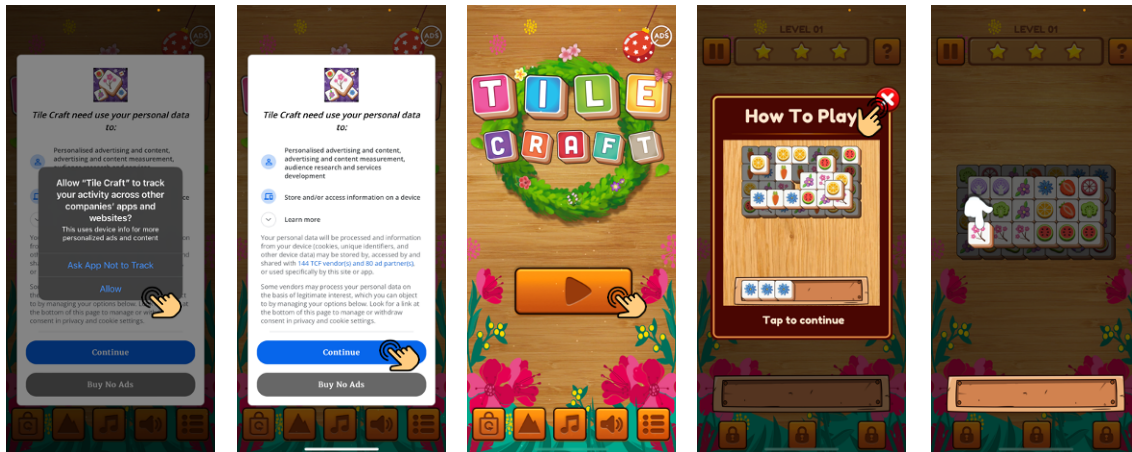 ADS
Tile Craft need use your personal data
to:
Allow "Tile Craft" to track
your activity across other
companies' apps and
websites?
This uses device info for more
personalized ads and content
Ask App Not to Track
Allow
the bottom of this page to manage or withdraw
consent in privacy and cookie settings.
Continue
Buy No Ads
ADS
Tile Craft need use your personal data
to:
Personalised advertising and content,
advertising and content measurement,
audience research and services
development
Store and/or access information on a device
Learn more
Your personal data will be processed and information
from your device (cookies, unique identifiers, and
other device data) may be stored by, accessed by and
shared with 144 TCF vendor(s) and 80 ad partner(s),
or used specifically by this site or app.
Some vendors may process your personal data on
the basis of legitimate interest, which you can object
to by managing your options below. Look for a link at
the bottom of this page to manage or withdraw
consent in privacy and cookie settings.
Continue
Buy No Ads
ADS
TILE
CRAFT
LEVEL 01
?
How To Play
Tap to continue
LEVEL 01
?